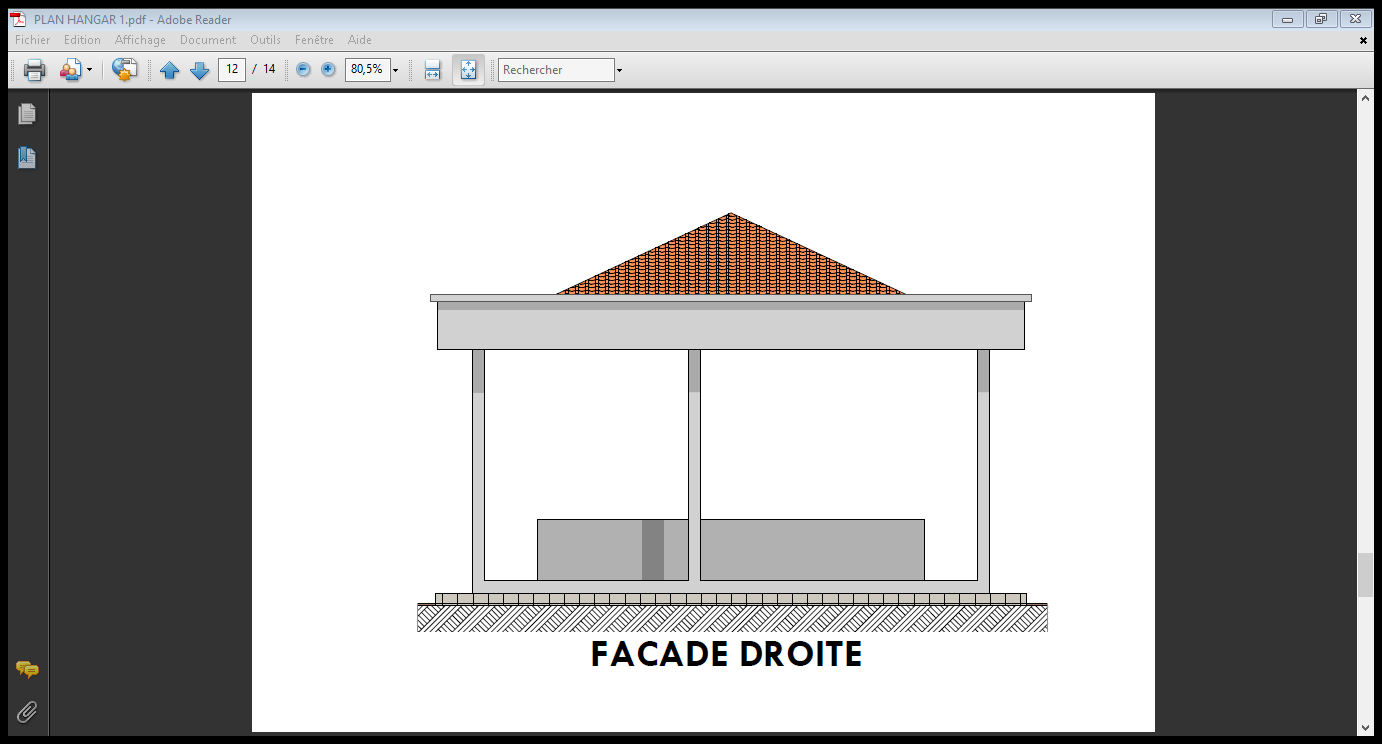 PLAN HANGAR 1.pdf - Adobe Reader
Fichier Edition Affichage Document Outils Fenêtre Aide
12 / 14 80,5% Rechercher
FACADE DROITE